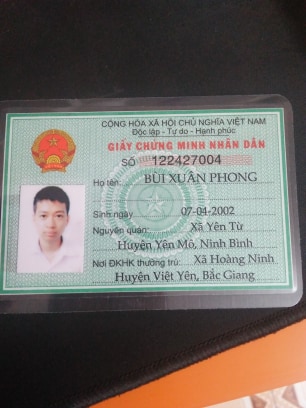 CỘNG HÒA XÃ HỘI CHỦ NGHĨA VIỆT NAM
Độc lập - Tự do - Hạnh phúc
GIẤY CHỨNG MINH NHÂN DÂN
SỐ 122427004
Họ tên: BÙI XUÂN PHONG
Sinh ngày: 07-04-2002
Nguyên quán: Xã Yên Từ
Huyện Yên Mô, Ninh Bình
Nơi ĐKHK thường trú: Xã Hoàng Ninh
Huyện Việt Yên, Bắc Giang